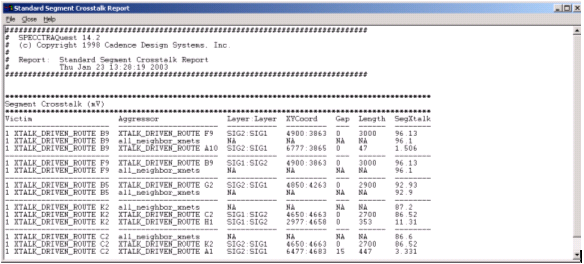 Standard Segment Crosstalk Report
File Close Help
################################################################################
# SPECCTRAQuest 14.2
# (c) Copyright 1998 Cadence Design Systems. Inc.
#
# Report: Standard Segment Crosstalk Report
# Thu Jan 23 13:28:19 2003
################################################################################
********************************************************************************
Segment Crosstalk (mV)
********************************************************************************
Victim Aggressor Layer Layer XYCoord Gap Length SegXtalk
1 XTALK_DRIVEN_ROUTE B9 XTALK_DRIVEN_ROUTE F9 SIG2:SIG1 4980:3863 0 3000 96.13
1 XTALK_DRIVEN_ROUTE B9 all_neighbor_xnets NA NA NA NA 96.1
1 XTALK_DRIVEN_ROUTE B9 XTALK_DRIVEN_ROUTE A10 SIG2:SIG1 6777:3865 0 47 1.506
1 XTALK_DRIVEN_ROUTE F9 XTALK_DRIVEN_ROUTE B9 SIG1:SIG2 4980:3863 0 3000 96.13
1 XTALK_DRIVEN_ROUTE F9 all_neighbor_xnets NA NA NA NA 96.1
1 XTALK_DRIVEN_ROUTE B5 XTALK_DRIVEN_ROUTE G2 SIG2:SIG1 4850:4263 0 2900 92.93
1 XTALK_DRIVEN_ROUTE B5 all_neighbor_xnets NA NA NA NA 92.9
1 XTALK_DRIVEN_ROUTE K2 all_neighbor_xnets NA NA NA NA 87.2
1 XTALK_DRIVEN_ROUTE K2 XTALK_DRIVEN_ROUTE C2 SIG1:SIG2 4650:4663 0 2700 86.52
1 XTALK_DRIVEN_ROUTE K2 XTALK_DRIVEN_ROUTE H1 SIG1:SIG2 2977:4658 0 353 11.31
1 XTALK_DRIVEN_ROUTE C2 all_neighbor_xnets NA NA NA NA 86.6
1 XTALK_DRIVEN_ROUTE C2 XTALK_DRIVEN_ROUTE K2 SIG2:SIG1 4650:4663 0 2700 86.52
1 XTALK_DRIVEN_ROUTE C2 XTALK_DRIVEN_ROUTE A1 SIG2:SIG1 6477:4683 15 447 3.331